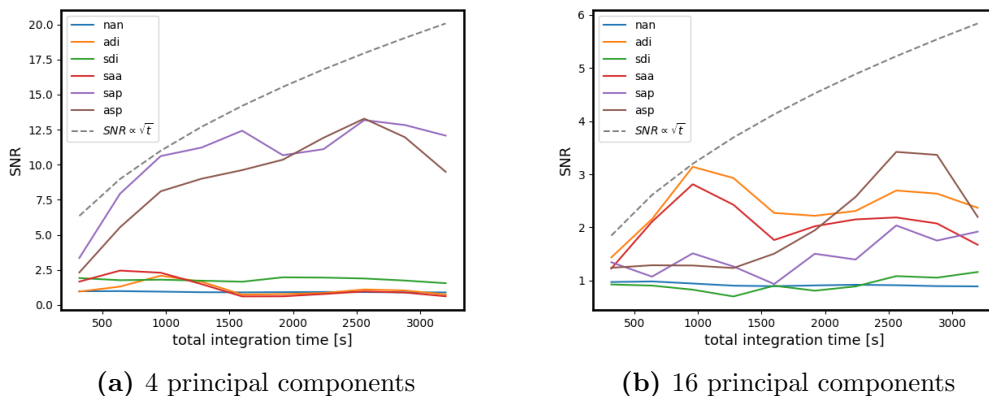 20.0
17.5
15.0
12.5
10.0
7.5
5.0
2.5
0.0
SNR
nan
adi
sdi
saa
sap
asp
SNR ∝ √t
500 1000 1500 2000 2500 3000
total integration time [s]
(a) 4 principal components
6
5
4
3
2
1
SNR
nan
adi
sdi
saa
sap
asp
SNR ∝ √t
500 1000 1500 2000 2500 3000
total integration time [s]
(b) 16 principal components